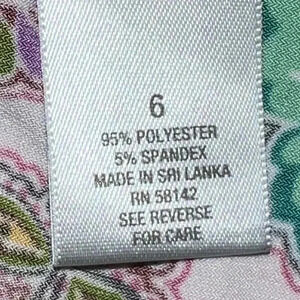 6
95% POLYESTER
5% SPANDEX
MADE IN SRI LANKA
RN 58142
SEE REVERSE
FOR CARE